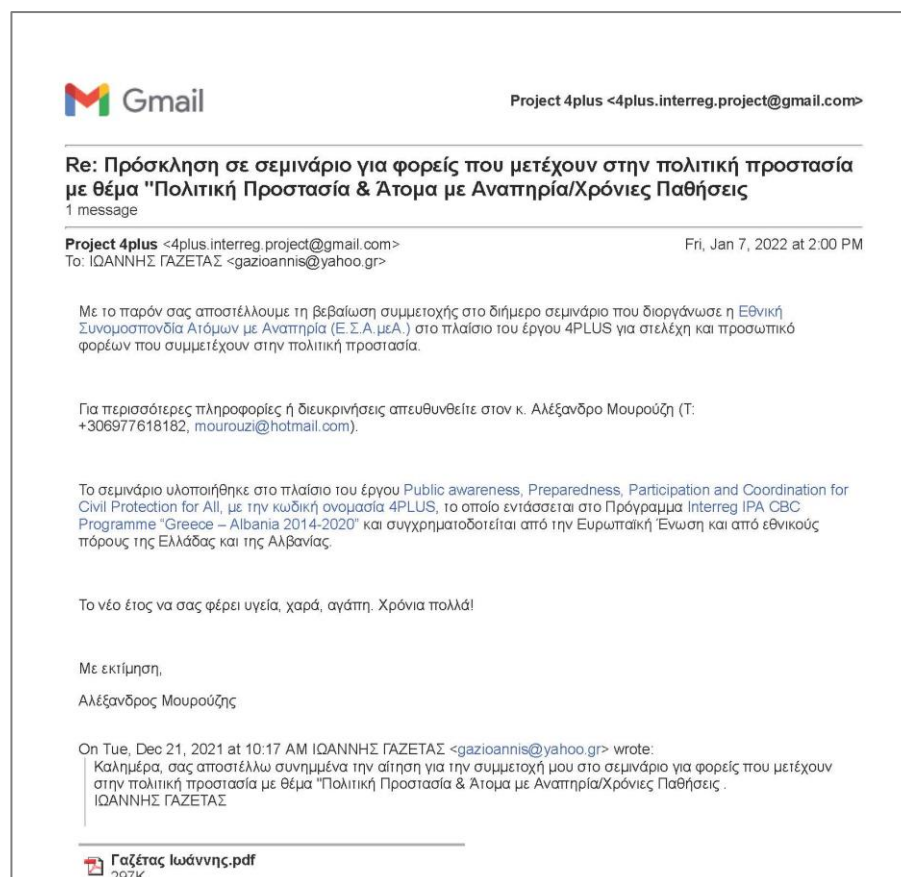 Gmail
Project 4plus <4plus.interreg.project@gmail.com>
Re: Πρόσκληση σε σεμινάριο για φορείς που μετέχουν στην πολιτική προστασία
με θέμα "Πολιτική Προστασία & Άτομα με Αναπηρία/Χρόνιες Παθήσεις
1 message
Project 4plus <4plus.interreg.project@gmail.com> Fri, Jan 7, 2022 at 2:00 PM
To: ΙΩΑΝΝΗΣ ΓΑΖΕΤΑΣ <gazioannis@yahoo.gr>
Με το παρόν σας αποστέλλουμε τη βεβαίωση συμμετοχής στο διήμερο σεμινάριο που διοργάνωσε η Εθνική
Συνομοσπονδία Ατόμων με Αναπηρία (Ε.Σ.Α.μεΑ.) στο πλαίσιο του έργου 4PLUS για στελέχη και προσωπικό
φορέων που συμμετέχουν στην πολιτική προστασία.
Για περισσότερες πληροφορίες ή διευκρινήσεις απευθυνθείτε στον κ. Αλέξανδρο Μουρούζη (Τ:
+306977618182, mourouzi@hotmail.com).
Το σεμινάριο υλοποιήθηκε στο πλαίσιο του έργου Public awareness, Preparedness, Participation and Coordination for
Civil Protection for All, με την κωδική ονομασία 4PLUS, το οποίο εντάσσεται στο Πρόγραμμα Interreg IPA CBC
Programme “Greece – Albania 2014-2020” και συγχρηματοδοτείται από την Ευρωπαϊκή Ένωση και από εθνικούς
πόρους της Ελλάδας και της Αλβανίας.
Το νέο έτος να σας φέρει υγεία, χαρά, αγάπη. Χρόνια πολλά!
Με εκτίμηση,
Αλέξανδρος Μουρούζης
On Tue, Dec 21, 2021 at 10:17 AM ΙΩΑΝΝΗΣ ΓΑΖΕΤΑΣ <gazioannis@yahoo.gr> wrote:
Καλημέρα, σας αποστέλλω συνημμένα την αίτηση για την συμμετοχή μου στο σεμινάριο για φορείς που μετέχουν
στην πολιτική προστασία με θέμα "Πολιτική Προστασία & Άτομα με Αναπηρία/Χρόνιες Παθήσεις .
ΙΩΑΝΝΗΣ ΓΑΖΕΤΑΣ
Γαζέτας Ιωάννης.pdf
297K